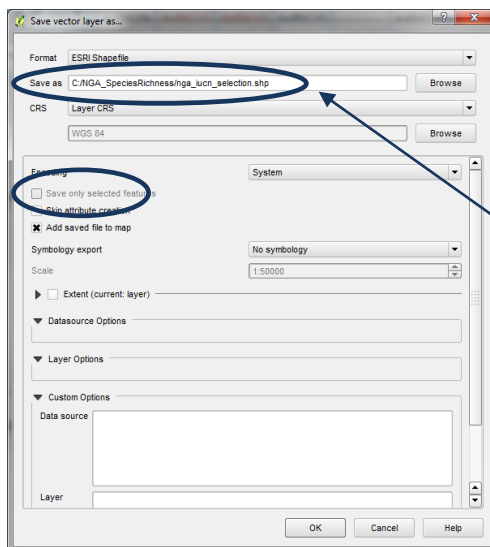 Save vector layer as...
?
Format ESRI Shapefile
Save as C:/NGA_SpeciesRichness/nga_iucn_selection.shp Browse
CRS Layer CRS
WGS 84 Browse
Encoding System
Save only selected features
Skip attribute creation
Add saved file to map
Symbology export No symbology
Scale 1:50000
Extent (current: layer)
Datasource Options
Layer Options
Custom Options
Data source
Layer
OK Cancel Help